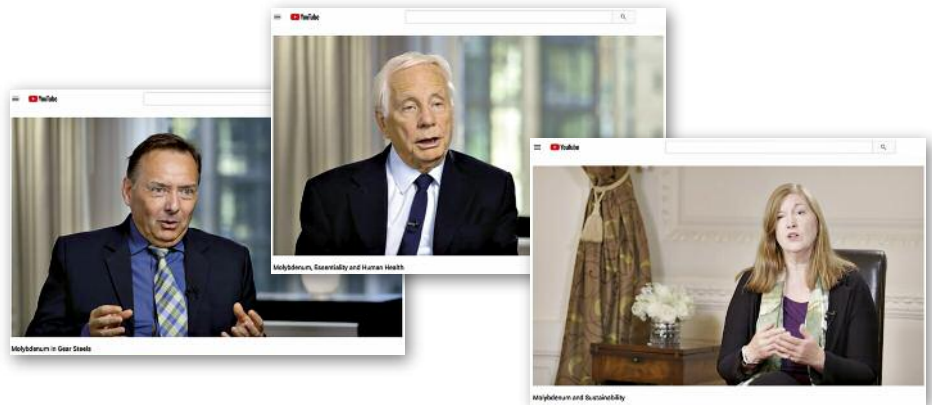 YouTube
Molybdenum, Essentiality and Human Health
YouTube
Molybdenum in Gear Steels
YouTube
Molybdenum and Sustainability